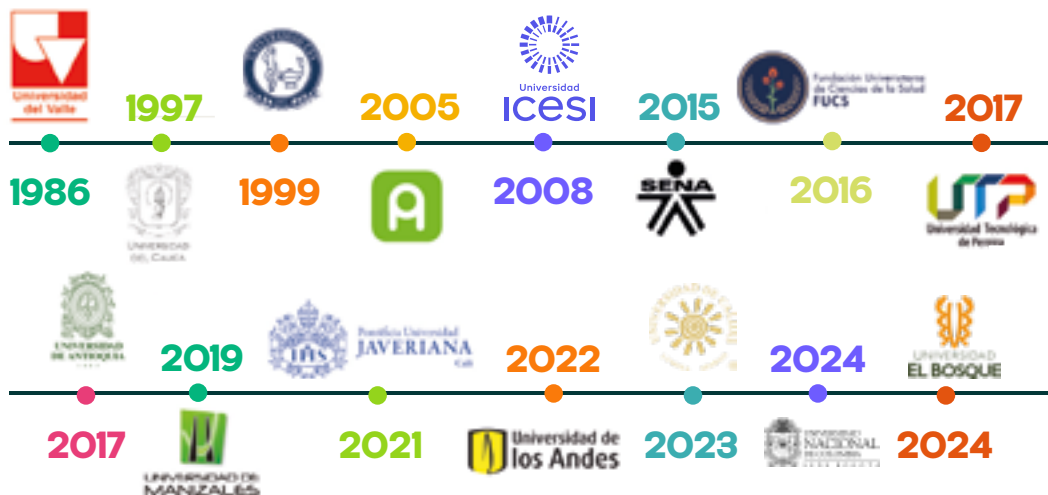 Universidad
del Valle
1986
1997
UNIVERSIDAD
DEL CAUCA
1999
2005
Universidad
ICESI
2008
2015
SENA
Fundación Universitaria
de Ciencias de la Salud
FUCS
2016
2017
UTP
Universidad Tecnológica
de Pereira
UNIVERSIDAD
DE ANTIOQUIA
2017
2019
UNIVERSIDAD DE
MANIZALES
IHS
Pontificia Universidad
JAVERIANA
Cali
2021
2022
Universidad de
los Andes
2023
2024
UNIVERSIDAD
NACIONAL
DE COLOMBIA
UNIVERSIDAD
EL BOSQUE
2024